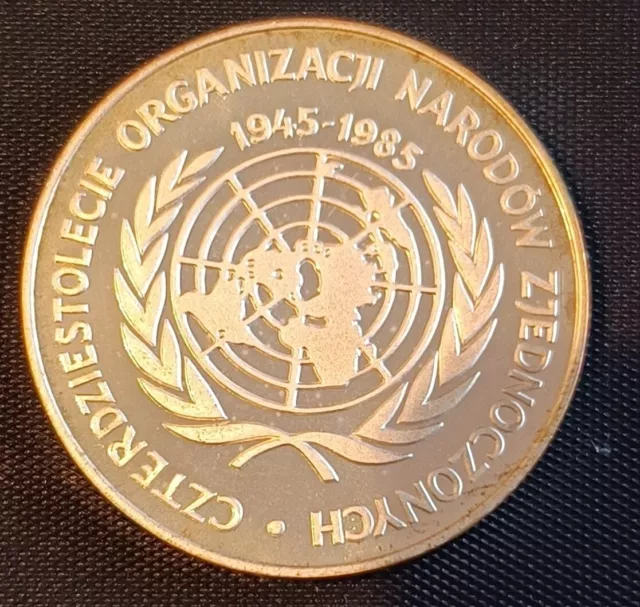 CZTERDZIESTOLECIE ORGANIZACJI NARODÓW ZJEDNOCZONYCH •
1945-1985